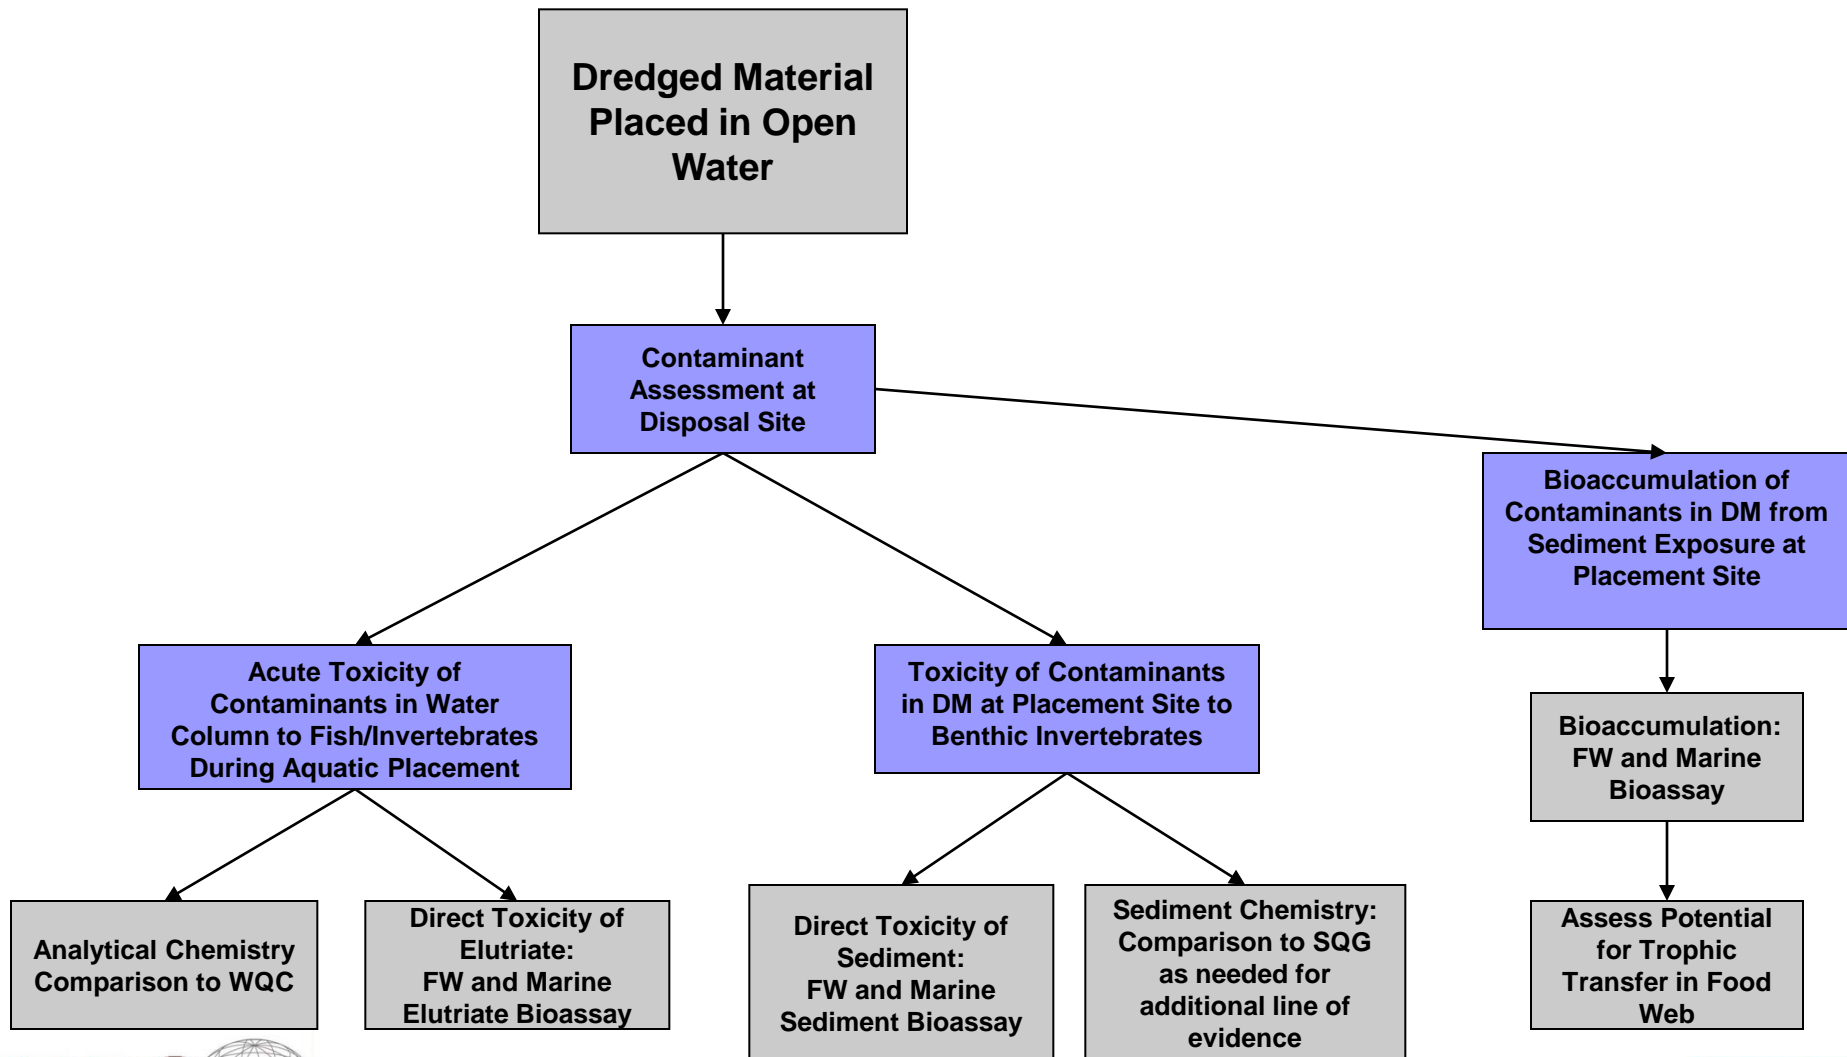 Dredged Material
Placed in Open
Water
Contaminant
Assessment at
Disposal Site
Bioaccumulation of
Contaminants in DM from
Sediment Exposure at
Placement Site
Acute Toxicity of
Contaminants in Water
Column to Fish/Invertebrates
During Aquatic Placement
Toxicity of Contaminants
in DM at Placement Site to
Benthic Invertebrates
Bioaccumulation:
FW and Marine
Bioassay
Analytical Chemistry
Comparison to WQC
Direct Toxicity of
Elutriate:
FW and Marine
Elutriate Bioassay
Direct Toxicity of
Sediment:
FW and Marine
Sediment Bioassay
Sediment Chemistry:
Comparison to SQG
as needed for
additional line of
evidence
Assess Potential
for Trophic
Transfer in Food
Web